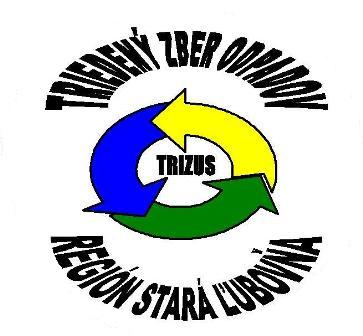 TRIEDENÝ ZBER ODPADOV
TRIZUS
REGIÓN STARÁ ĽUBOVŇA